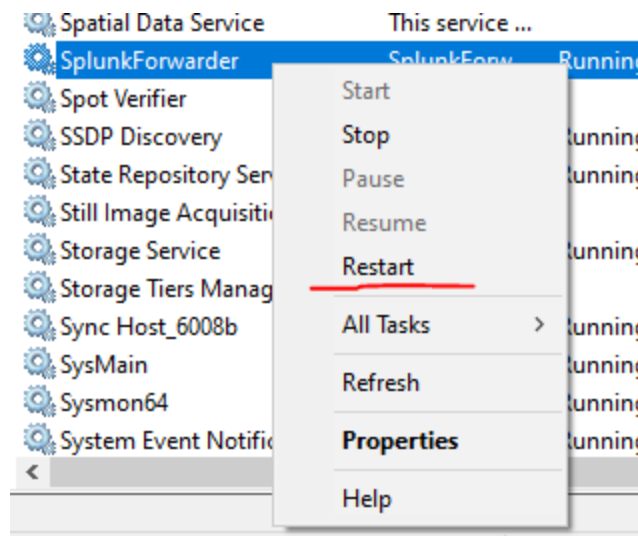 Spatial Data Service This service ...
SplunkForwarder SplunkForw... Running
Spot Verifier
SSDP Discovery
State Repository Ser
Still Image Acquisiti
Storage Service
Storage Tiers Manag
Sync Host_6008b
SysMain
Sysmon64
System Event Notific
Start
Stop
Pause
Resume
Restart
All Tasks >
Refresh
Properties
Help